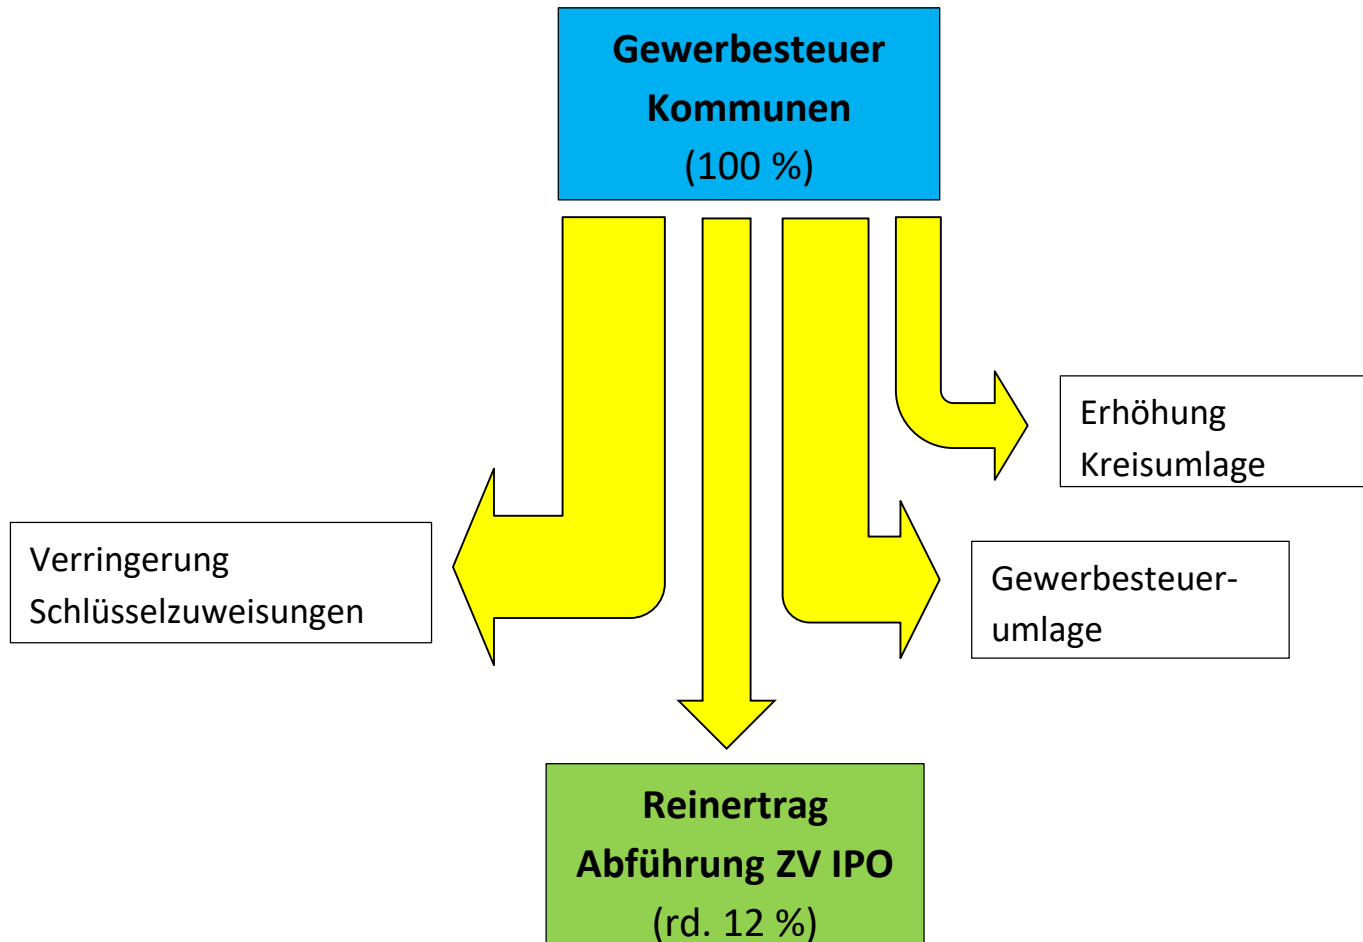 Gewerbesteuer
Kommunen
(100 %)
Erhöhung
Kreisumlage
Verringerung
Schlüsselzuweisungen
Gewerbesteuer-
umlage
Reinertrag
Abführung ZV IPO
(rd. 12 %)